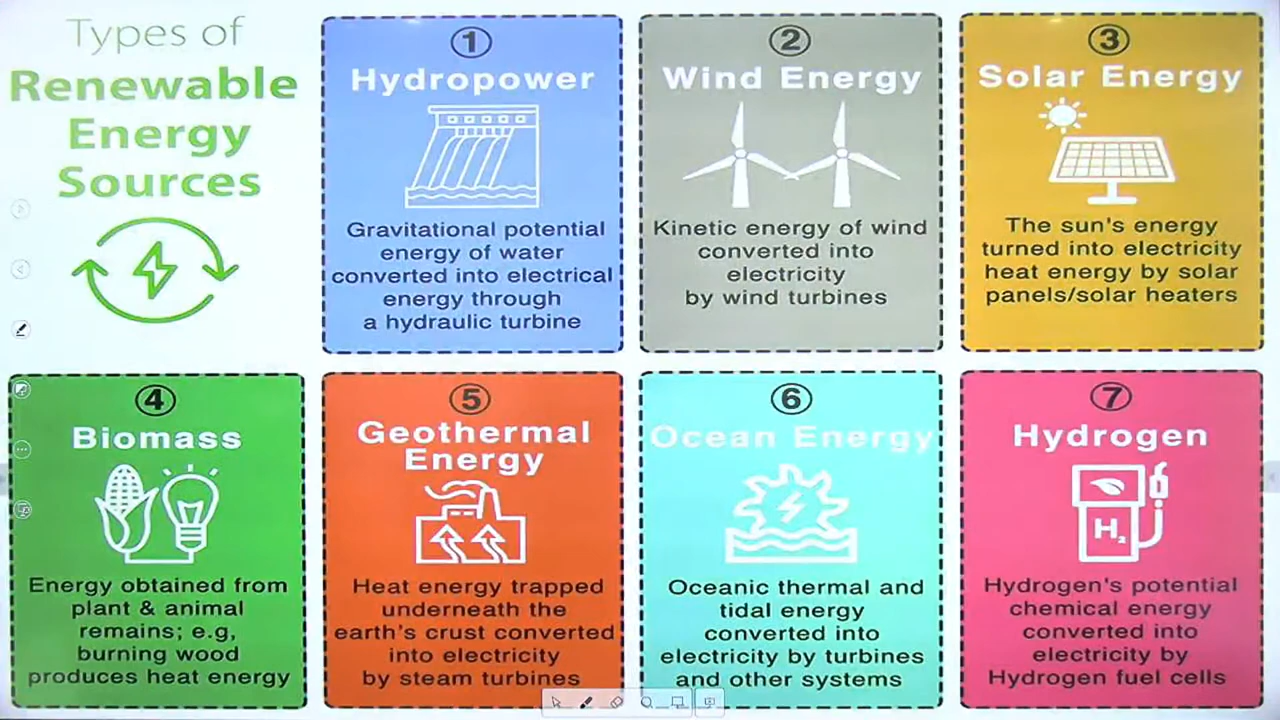 Types of
Renewable
Energy
Sources
1
Hydropower
Gravitational potential
energy of water
converted into electrical
energy through
a hydraulic turbine
2
Wind Energy
Kinetic energy of wind
converted into
electricity
by wind turbines
3
Solar Energy
The sun's energy
turned into electricity
heat energy by solar
panels/solar heaters
4
Biomass
Energy obtained from
plant & animal
remains; e.g,
burning wood
produces heat energy
5
Geothermal
Energy
Heat energy trapped
underneath the
earth's crust converted
into electricity
by steam turbines
6
Ocean Energy
Oceanic thermal and
tidal energy
converted into
electricity by turbines
and other systems
7
Hydrogen
H₂
Hydrogen's potential
chemical energy
converted into
electricity by
Hydrogen fuel cells